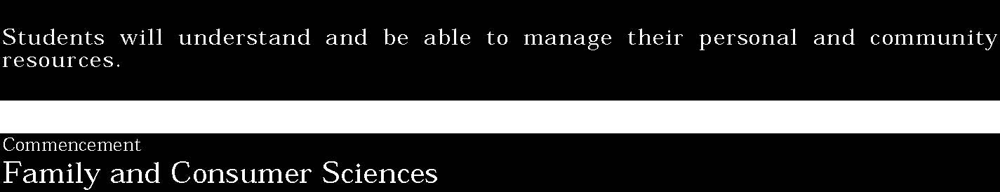 Students will understand and be able to manage their personal and community
resources.
Commencement
Family and Consumer Sciences